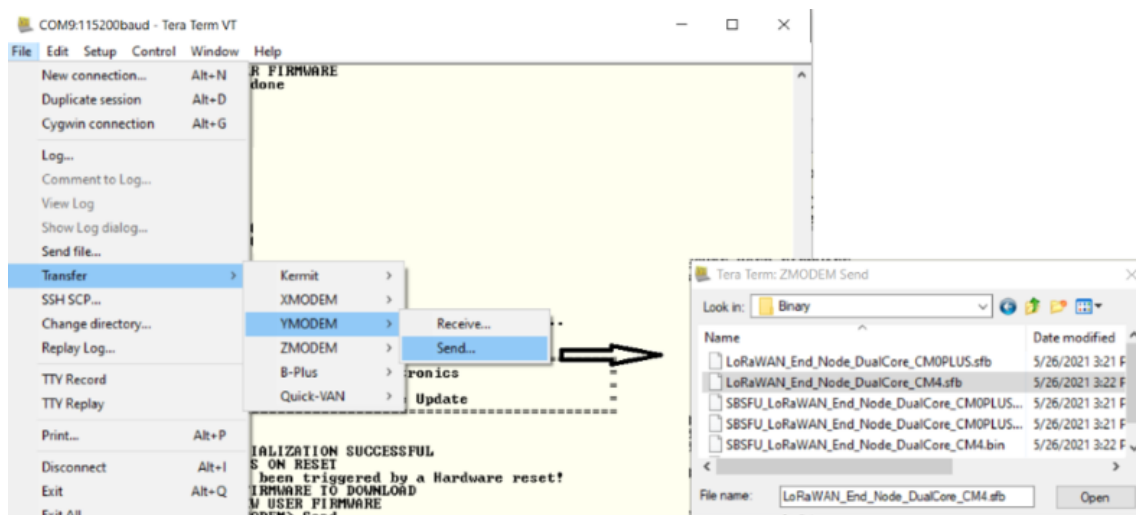 COM9:115200baud - Tera Term VT
File Edit Setup Control Window Help
New connection... Alt+N
Duplicate session Alt+D
Cygwin connection Alt+G
Log...
Comment to Log...
View Log
Show Log dialog...
Send file...
Transfer >
SSH SCP...
Change directory...
Replay Log...
TTY Record
TTY Replay
Print... Alt+P
Disconnect Alt+I
Exit Alt+Q
Exit All
Kermit >
XMODEM >
YMODEM >
ZMODEM >
B-Plus >
Quick-VAN >
Receive...
Send...
R FIRMWARE
done
ronics =
=
Update =
==========
IALIZATION SUCCESSFUL
S ON RESET
been triggered by a Hardware reset!
IRMWARE TO DOWNLOAD
W USER FIRMWARE
Send
Tera Term: ZMODEM Send
Look in: Binary
Name Date modified
LoRaWAN_End_Node_DualCore_CM0PLUS.sfb 5/26/2021 3:21 P
LoRaWAN_End_Node_DualCore_CM4.sfb 5/26/2021 3:22 P
SBSFU_LoRaWAN_End_Node_DualCore_CM0PLUS... 5/26/2021 3:21 P
SBSFU_LoRaWAN_End_Node_DualCore_CM0PLUS... 5/26/2021 3:21 P
SBSFU_LoRaWAN_End_Node_DualCore_CM4.bin 5/26/2021 3:22 P
File name: LoRaWAN_End_Node_DualCore_CM4.sfb Open